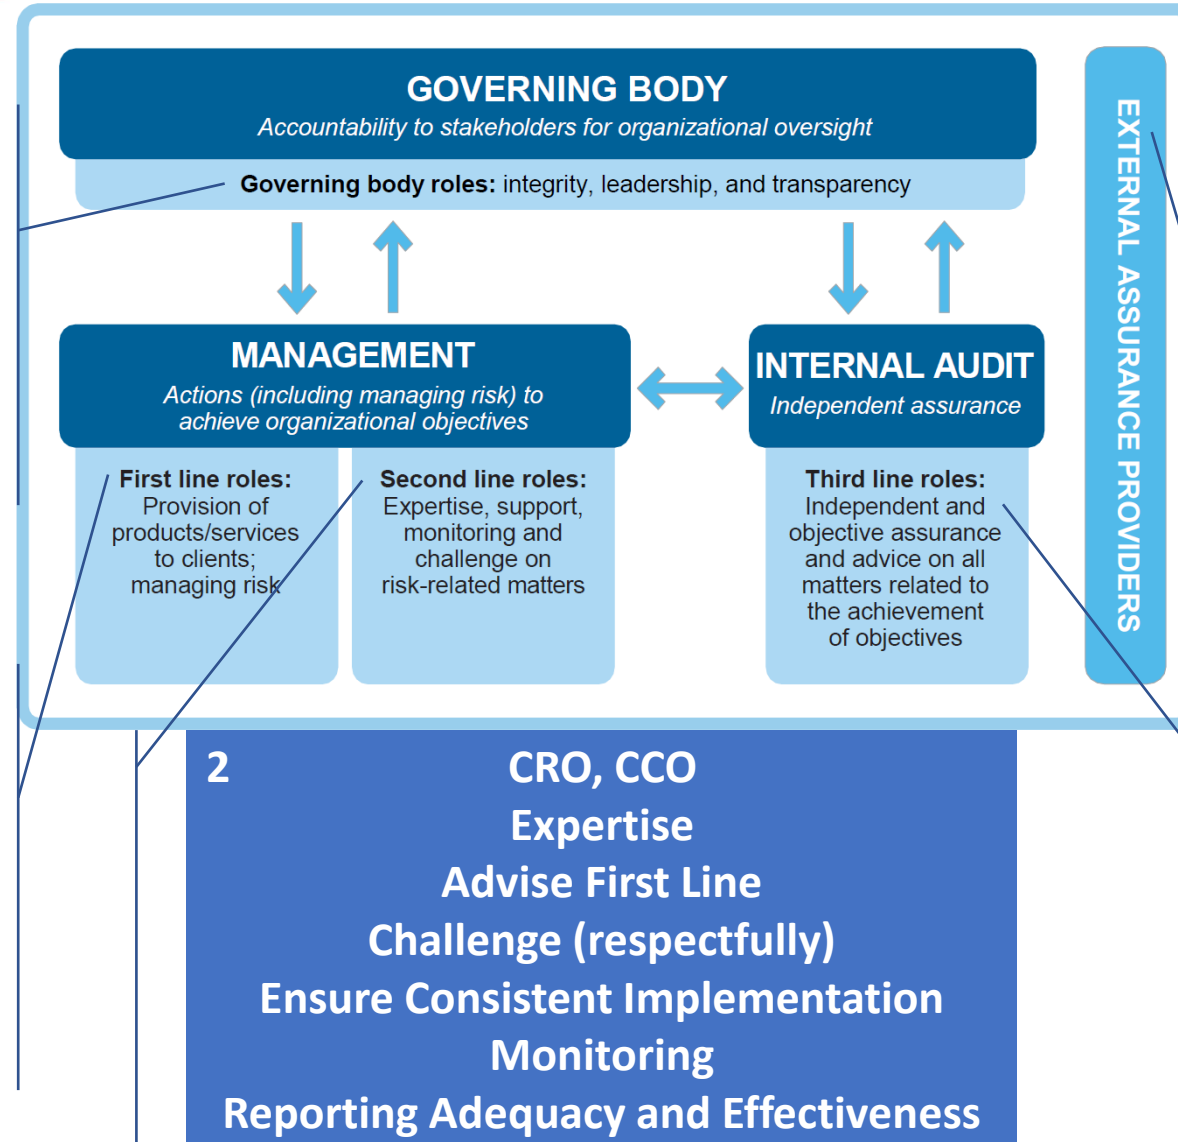 GOVERNING BODY
Accountability to stakeholders for organizational oversight
Governing body roles: integrity, leadership, and transparency
MANAGEMENT
Actions (including managing risk) to
achieve organizational objectives
First line roles:
Provision of
products/services
to clients;
managing risk
Second line roles:
Expertise, support,
monitoring and
challenge on
risk-related matters
INTERNAL AUDIT
Independent assurance
Third line roles:
Independent and
objective assurance
and advice on all
matters related to
the achievement
of objectives
EXTERNAL ASSURANCE PROVIDERS
2
CRO, CCO
Expertise
Advise First Line
Challenge (respectfully)
Ensure Consistent Implementation
Monitoring
Reporting Adequacy and Effectiveness